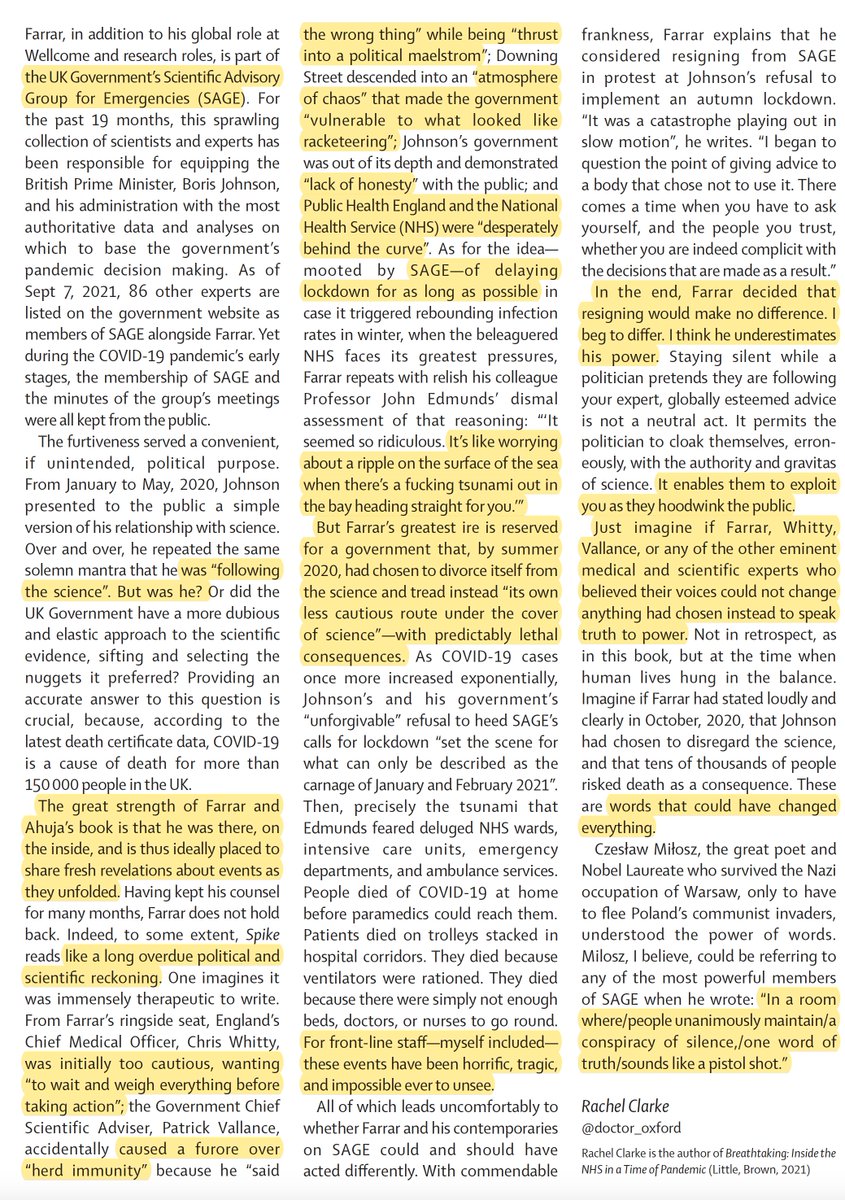 Farrar, in addition to his global role at
Wellcome and research roles, is part of
the UK Government’s Scientific Advisory
Group for Emergencies (SAGE). For
the past 19 months, this sprawling
collection of scientists and experts has
been responsible for equipping the
British Prime Minister, Boris Johnson,
and his administration with the most
authoritative data and analyses on
which to base the government’s
pandemic decision making. As of
Sept 7, 2021, 86 other experts are
listed on the government website as
members of SAGE alongside Farrar. Yet
during the COVID-19 pandemic’s early
stages, the membership of SAGE and
the minutes of the group’s meetings
were all kept from the public.
The furtiveness served a convenient,
if unintended, political purpose.
From January to May, 2020, Johnson
presented to the public a simple
version of his relationship with science.
Over and over, he repeated the same
solemn mantra that he was “following
the science”. But was he? Or did the
UK Government have a more dubious
and elastic approach to the scientific
evidence, sifting and selecting the
nuggets it preferred? Providing an
accurate answer to this question is
crucial, because, according to the
latest death certificate data, COVID-19
is a cause of death for more than
150 000 people in the UK.
The great strength of Farrar and
Ahuja’s book is that he was there, on
the inside, and is thus ideally placed to
share fresh revelations about events as
they unfolded. Having kept his counsel
for many months, Farrar does not hold
back. Indeed, to some extent, Spike
reads like a long overdue political and
scientific reckoning. One imagines it
was immensely therapeutic to write.
From Farrar’s ringside seat, England’s
Chief Medical Officer, Chris Whitty,
was initially too cautious, wanting
“to wait and weigh everything before
taking action”; the Government Chief
Scientific Adviser, Patrick Vallance,
accidentally caused a furore over
“herd immunity” because he “said
the wrong thing” while being “thrust
into a political maelstrom”; Downing
Street descended into an “atmosphere
of chaos” that made the government
“vulnerable to what looked like
racketeering”; Johnson’s government
was out of its depth and demonstrated
“lack of honesty” with the public; and
Public Health England and the National
Health Service (NHS) were “desperately
behind the curve”. As for the idea—
mooted by SAGE—of delaying
lockdown for as long as possible in
case it triggered rebounding infection
rates in winter, when the beleaguered
NHS faces its greatest pressures,
Farrar repeats with relish his colleague
Professor John Edmunds’ dismal
assessment of that reasoning: “‘It
seemed so ridiculous. It’s like worrying
about a ripple on the surface of the sea
when there’s a fucking tsunami out in
the bay heading straight for you.’”
But Farrar’s greatest ire is reserved
for a government that, by summer
2020, had chosen to divorce itself from
the science and tread instead “its own
less cautious route under the cover
of science”—with predictably lethal
consequences. As COVID-19 cases
once more increased exponentially,
Johnson’s and his government’s
“unforgivable” refusal to heed SAGE’s
calls for lockdown “set the scene for
what can only be described as the
carnage of January and February 2021”.
Then, precisely the tsunami that
Edmunds feared deluged NHS wards,
intensive care units, emergency
departments, and ambulance services.
People died of COVID-19 at home
before paramedics could reach them.
Patients died on trolleys stacked in
hospital corridors. They died because
ventilators were rationed. They died
because there were simply not enough
beds, doctors, or nurses to go round.
For front-line staff—myself included—
these events have been horrific, tragic,
and impossible ever to unsee.
All of which leads uncomfortably to
whether Farrar and his contemporaries
on SAGE could and should have
acted differently. With commendable
frankness, Farrar explains that he
considered resigning from SAGE
in protest at Johnson’s refusal to
implement an autumn lockdown.
“It was a catastrophe playing out in
slow motion”, he writes. “I began to
question the point of giving advice to
a body that chose not to use it. There
comes a time when you have to ask
yourself, and the people you trust,
whether you are indeed complicit with
the decisions that are made as a result.”
In the end, Farrar decided that
resigning would make no difference. I
beg to differ. I think he underestimates
his power. Staying silent while a
politician pretends they are following
your expert, globally esteemed advice
is not a neutral act. It permits the
politician to cloak themselves, erron-
eously, with the authority and gravitas
of science. It enables them to exploit
you as they hoodwink the public.
Just imagine if Farrar, Whitty,
Vallance, or any of the other eminent
medical and scientific experts who
believed their voices could not change
anything had chosen instead to speak
truth to power. Not in retrospect, as
in this book, but at the time when
human lives hung in the balance.
Imagine if Farrar had stated loudly and
clearly in October, 2020, that Johnson
had chosen to disregard the science,
and that tens of thousands of people
risked death as a consequence. These
are words that could have changed
everything.
Czesław Miłosz, the great poet and
Nobel Laureate who survived the Nazi
occupation of Warsaw, only to have
to flee Poland’s communist invaders,
understood the power of words.
Milosz, I believe, could be referring to
any of the most powerful members
of SAGE when he wrote: “In a room
where/people unanimously maintain/a
conspiracy of silence,/one word of
truth/sounds like a pistol shot.”
Rachel Clarke
@doctor_oxford
Rachel Clarke is the author of Breathtaking: Inside the
NHS in a Time of Pandemic (Little, Brown, 2021)